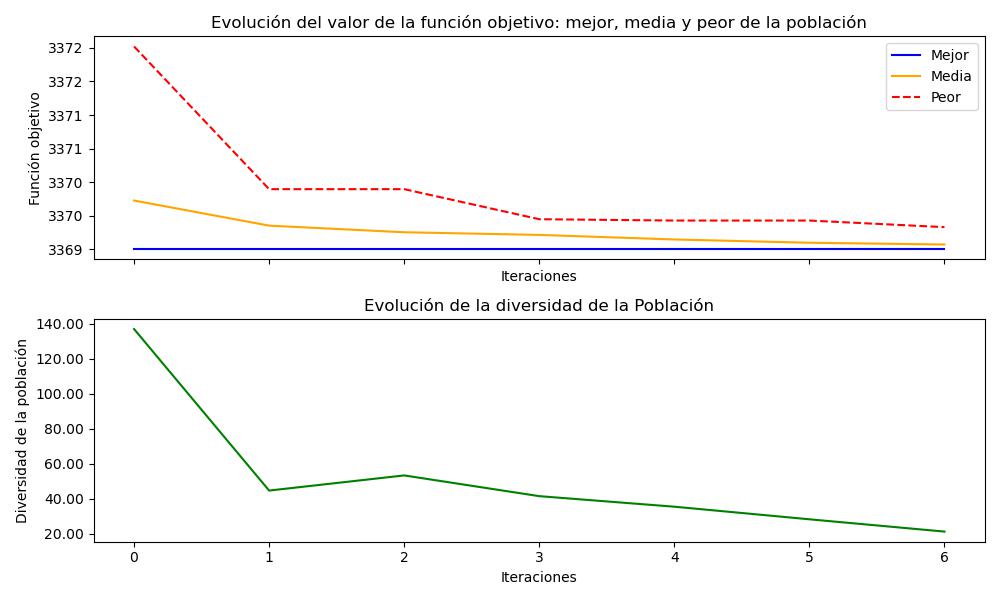 Evolución del valor de la función objetivo: mejor, media y peor de la población
Función objetivo
3372
3372
3371
3371
3370
3370
3369
Mejor
Media
Peor
Iteraciones
Evolución de la diversidad de la Población
Diversidad de la población
140.00
120.00
100.00
80.00
60.00
40.00
20.00
0 1 2 3 4 5 6
Iteraciones